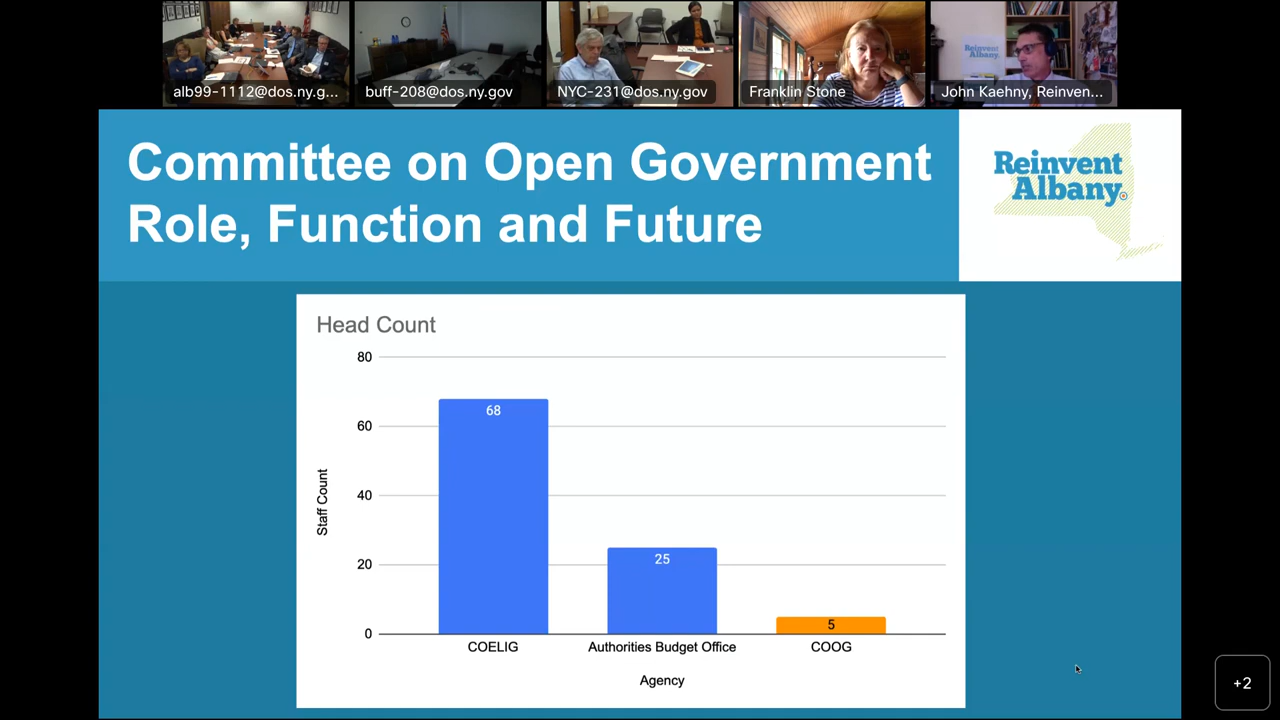 alb99-1112@dos.ny.g...
buff-208@dos.ny.gov
NYC-231@dos.ny.gov
Franklin Stone
John Kaehny, Reinven...
Reinvent
Albany.
Committee on Open Government
Role, Function and Future
Reinvent
Albany
Head Count
80
60
40
20
0
Staff Count
68
25
5
COELIG
Authorities Budget Office
COOG
Agency
+2